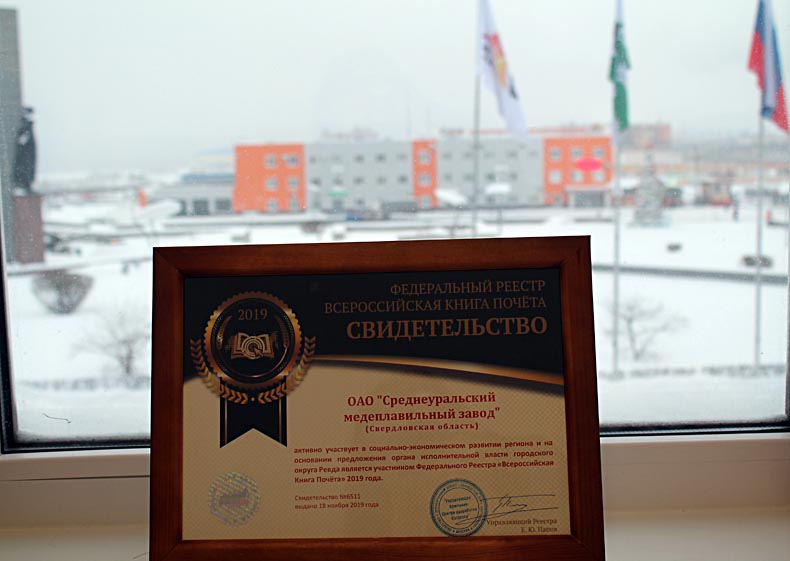 2019
ФЕДЕРАЛЬНЫЙ РЕЕСТР
ВСЕРОССИЙСКАЯ КНИГА ПОЧЁТА
СВИДЕТЕЛЬСТВО
ОАО "Среднеуральский
медеплавильный завод"
(Свердловская область)
активно участвует в социально-экономическом развитии региона и на
основании предложения органа исполнительной власти городского
округа Ревда является участником Федерального Реестра «Всероссийская
Книга Почёта» 2019 года.
Свидетельство №6511
выдано 18 ноября 2019 года
Управляющий Реестра
Е. Ю. Царов